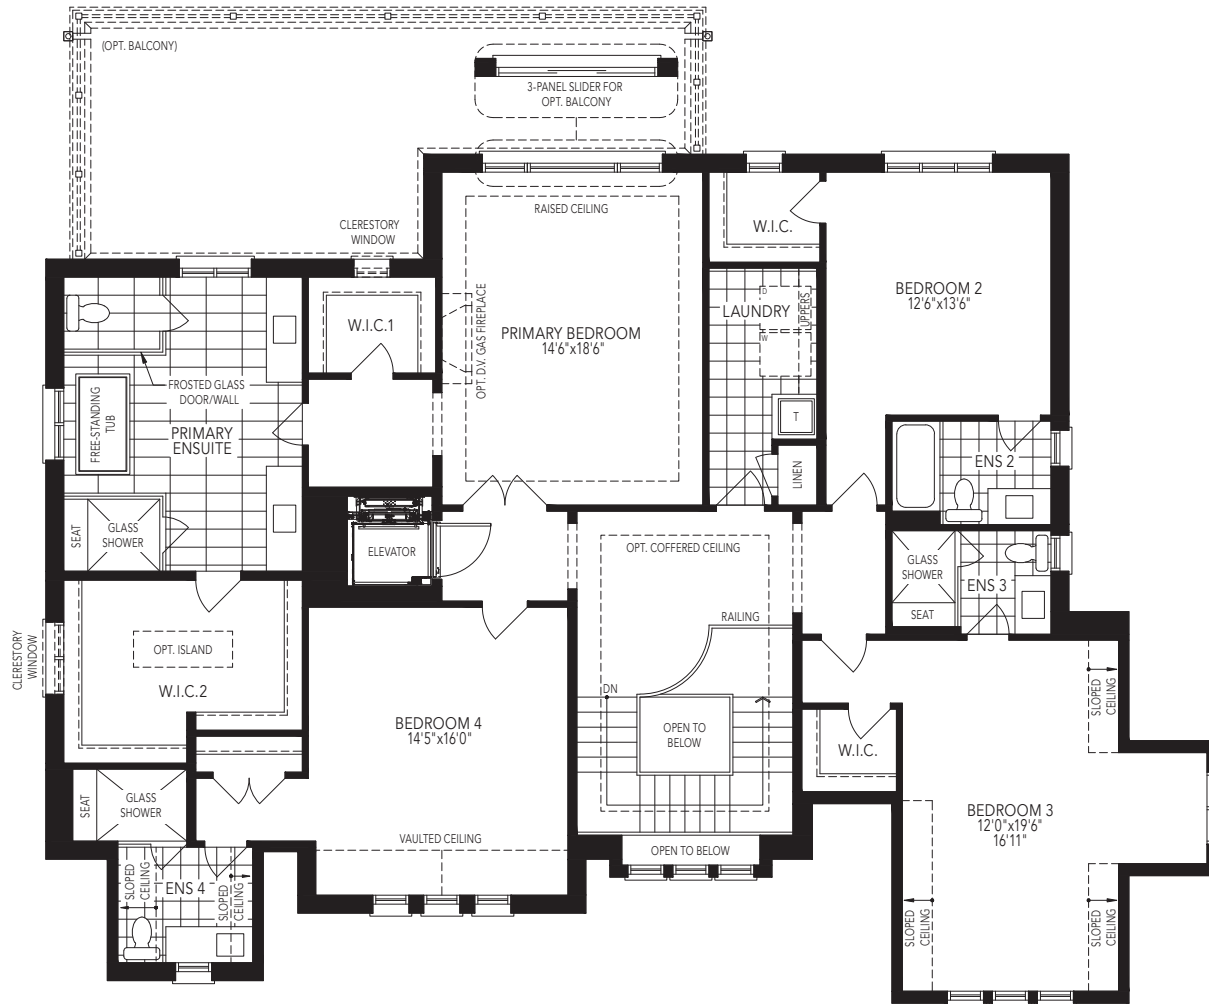 (OPT. BALCONY)
3-PANEL SLIDER FOR
OPT. BALCONY
CLERESTORY
WINDOW
RAISED CEILING
W.I.C.
BEDROOM 2
12'6"x13'6"
LAUNDRY
D
W
UPPERS
T
LINEN
W.I.C.1
OPT. D.V. GAS FIREPLACE
PRIMARY BEDROOM
14'6"x18'6"
FROSTED GLASS
DOOR/WALL
FREE-STANDING
TUB
PRIMARY
ENSUITE
SEAT
GLASS
SHOWER
ELEVATOR
OPT. COFFERED CEILING
ENS 2
GLASS
SHOWER
SEAT
ENS 3
RAILING
CLERESTORY
WINDOW
OPT. ISLAND
W.I.C.2
DN
OPEN TO
BELOW
BEDROOM 4
14'5"x16'0"
W.I.C.
SLOPED
CEILING
SEAT
GLASS
SHOWER
VAULTED CEILING
OPEN TO BELOW
BEDROOM 3
12'0"x19'6"
16'11"
SLOPED
CEILING
ENS 4
SLOPED
CEILING
SLOPED
CEILING
SLOPED
CEILING